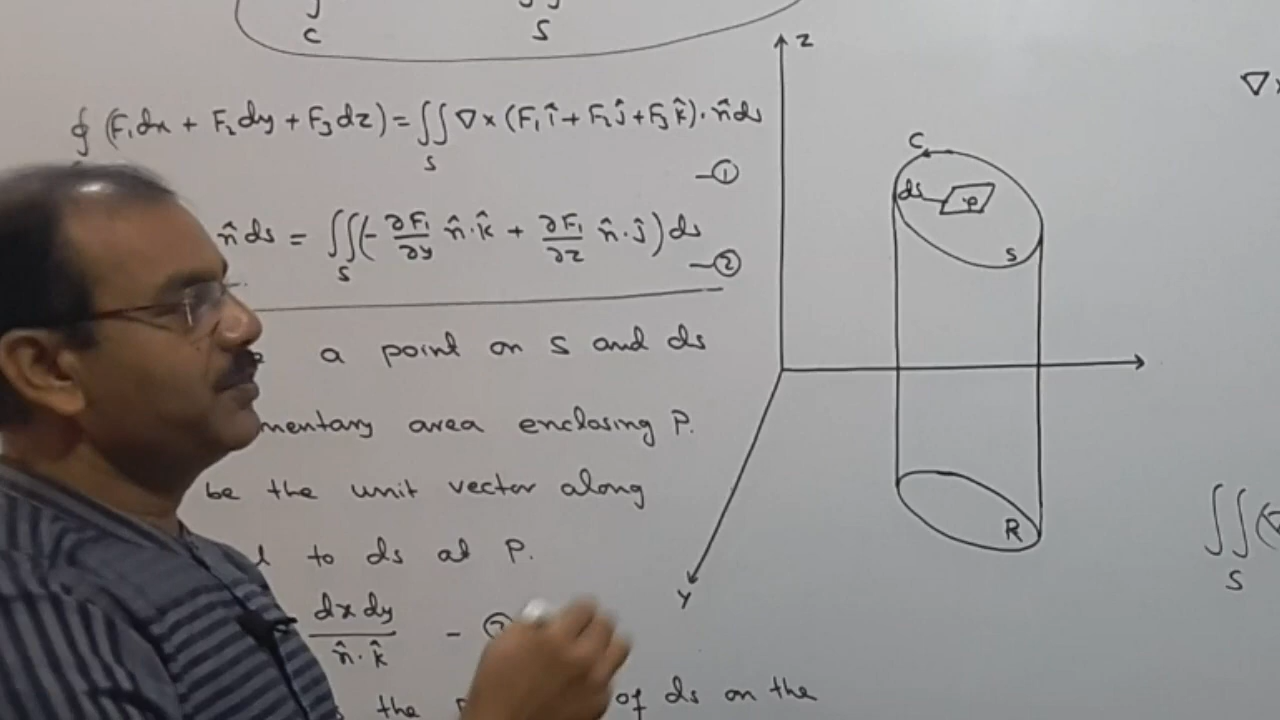 C S
∮ (F₁dx + F₂dy + F₃dz) = ∬ ∇ × (F₁î + F₂ĵ + F₃k̂) · n̂ds
S
—①
n̂ ds = ∬ (- ∂F₁/∂y n̂·k̂ + ∂F₁/∂z n̂·ĵ) ds
S
—②
a point on S and ds
mentary area enclosing P.
be the unit vector along
l to ds at P.
dx dy / n̂·k̂ —
the of ds on the
z
C
ds P
S
R
Y
∇×
∬ (∇
S